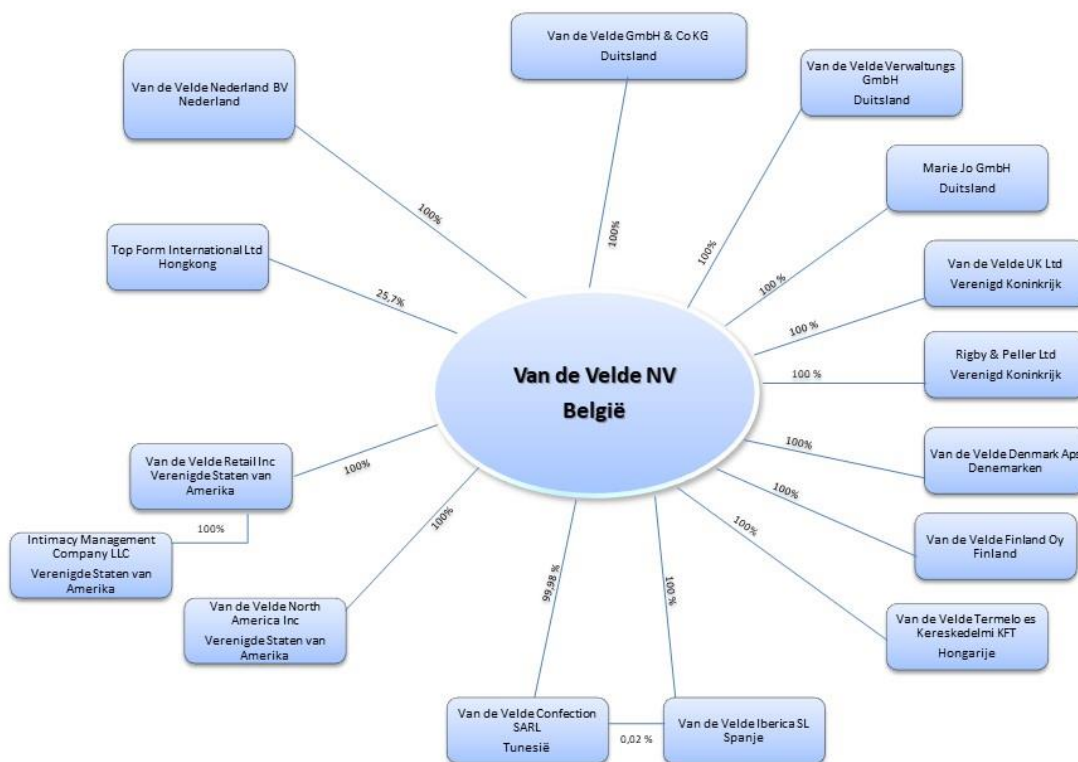 Van de Velde GmbH & Co KG
Duitsland
Van de Velde Verwaltungs
GmbH
Duitsland
Van de Velde Nederland BV
Nederland
Marie Jo GmbH
Duitsland
100%
100%
100%
100 %
Top Form International Ltd
Hongkong
25,7%
Van de Velde UK Ltd
Verenigd Koninkrijk
100 %
Rigby & Peller Ltd
Verenigd Koninkrijk
100 %
Van de Velde NV
België
Van de Velde Retail Inc
Verenigde Staten van
Amerika
100%
100%
Van de Velde Denmark Aps
Denemarken
100%
Intimacy Management
Company LLC
Verenigde Staten van
Amerika
100%
100%
Van de Velde Finland Oy
Finland
100%
99,98 %
100 %
Van de Velde North
America Inc
Verenigde Staten van
Amerika
Van de Velde Termelo es
Kereskedelmi KFT
Hongarije
Van de Velde Confection
SARL
Tunesië
0,02 %
Van de Velde Iberica SL
Spanje